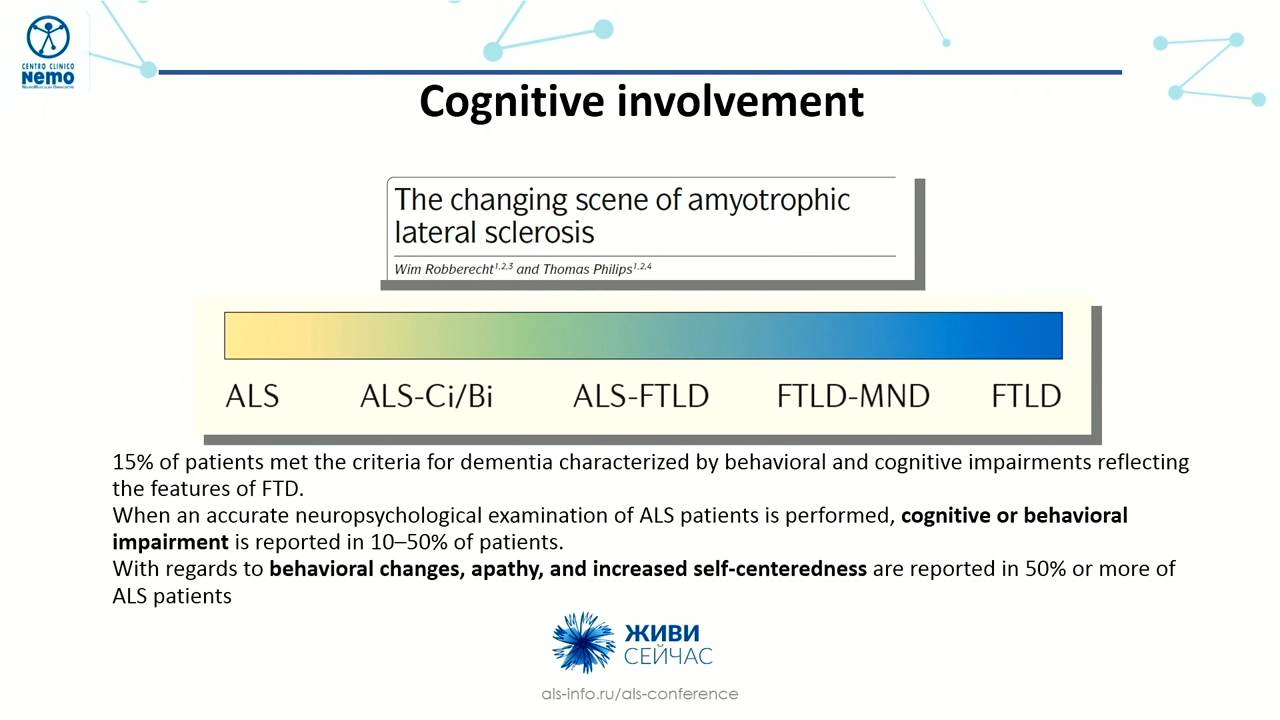 CENTRO CLINICO
Nemo
Cognitive involvement
The changing scene of amyotrophic
lateral sclerosis
Wim Robberecht1,2,3 and Thomas Philips1,2,4
ALS ALS-Ci/Bi ALS-FTLD FTLD-MND FTLD
15% of patients met the criteria for dementia characterized by behavioral and cognitive impairments reflecting
the features of FTD.
When an accurate neuropsychological examination of ALS patients is performed, cognitive or behavioral
impairment is reported in 10–50% of patients.
With regards to behavioral changes, apathy, and increased self-centeredness are reported in 50% or more of
ALS patients
ЖИВИ
СЕЙЧАС
als-info.ru/als-conference